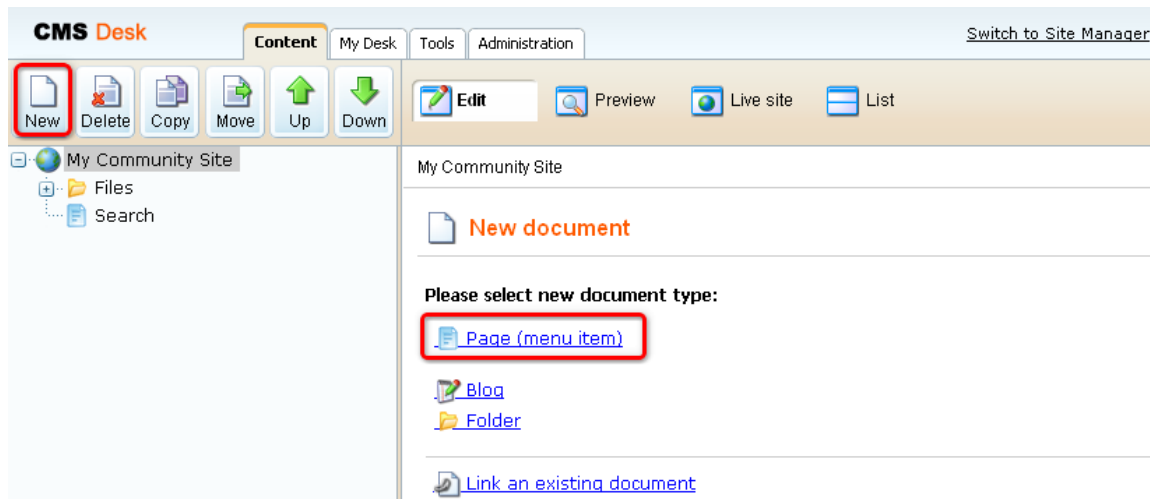 CMS Desk
Content My Desk Tools Administration
Switch to Site Manager
New Delete Copy Move Up Down
Edit Preview Live site List
My Community Site
Files
Search
My Community Site
New document
Please select new document type:
Page (menu item)
Blog
Folder
Link an existing document